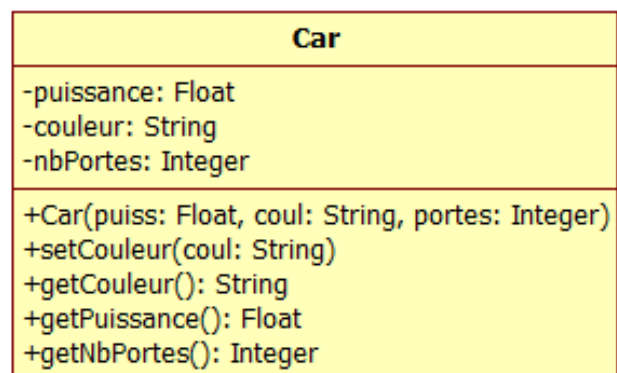 Car
-puissance: Float
-couleur: String
-nbPortes: Integer
+Car(puiss: Float, coul: String, portes: Integer)
+setCouleur(coul: String)
+getCouleur(): String
+getPuissance(): Float
+getNbPortes(): Integer